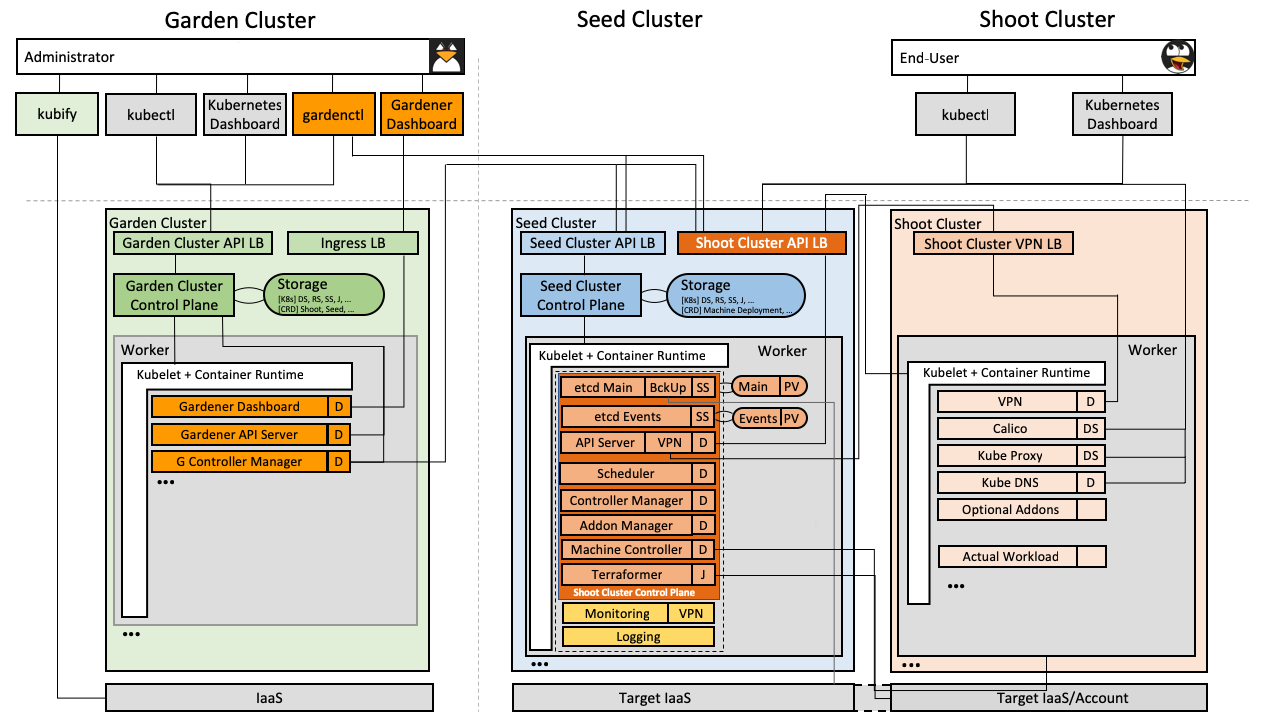 Garden Cluster
Seed Cluster
Shoot Cluster
Administrator
End-User
kubify
kubectl
Kubernetes
Dashboard
gardenctl
Gardener
Dashboard
kubectl
Kubernetes
Dashboard
Garden Cluster
Garden Cluster API LB
Ingress LB
Garden Cluster
Control Plane
Storage
[K8s] DS, RS, SS, J, ...
[CRD] Shoot, Seed, ...
Worker
Kubelet + Container Runtime
Gardener Dashboard D
Gardener API Server D
G Controller Manager D
•••
•••
IaaS
Seed Cluster
Seed Cluster API LB
Shoot Cluster API LB
Seed Cluster
Control Plane
Storage
[K8s] DS, RS, SS, J, ...
[CRD] Machine Deployment, ...
Kubelet + Container Runtime
Worker
etcd Main BckUp SS Main PV
etcd Events SS Events PV
API Server VPN D
Scheduler D
Controller Manager D
Addon Manager D
Machine Controller D
Terraformer J
Shoot Cluster Control Plane
Monitoring VPN
Logging
•••
Target IaaS
Shoot Cluster
Shoot Cluster VPN LB
Worker
Kubelet + Container Runtime
VPN D
Calico DS
Kube Proxy DS
Kube DNS D
Optional Addons
Actual Workload
•••
•••
Target IaaS/Account